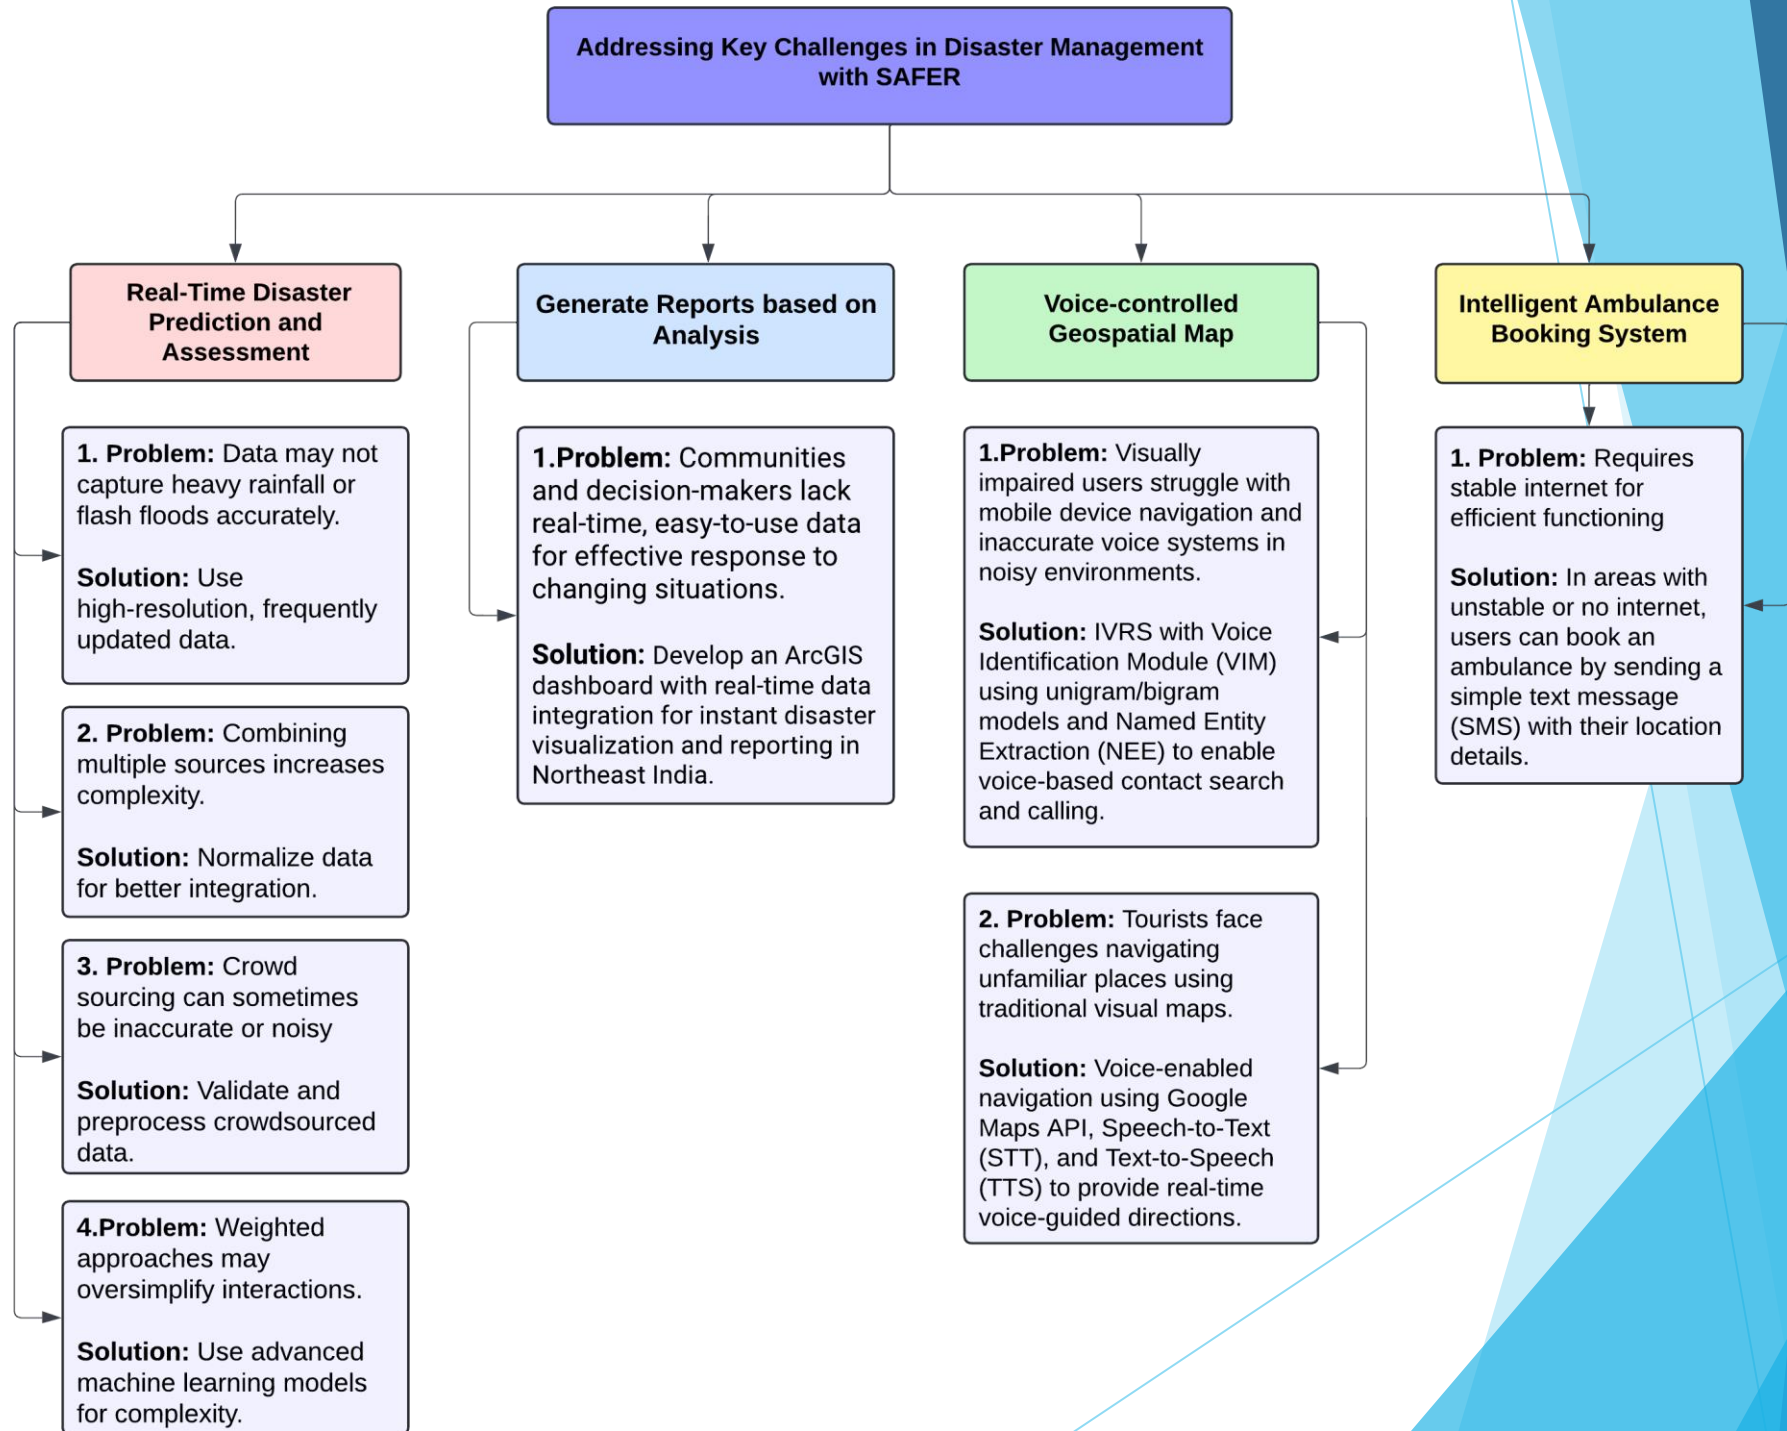 Addressing Key Challenges in Disaster Management
with SAFER
Real-Time Disaster
Prediction and
Assessment
1. Problem: Data may not
capture heavy rainfall or
flash floods accurately.
Solution: Use
high-resolution, frequently
updated data.
2. Problem: Combining
multiple sources increases
complexity.
Solution: Normalize data
for better integration.
3. Problem: Crowd
sourcing can sometimes
be inaccurate or noisy
Solution: Validate and
preprocess crowdsourced
data.
4.Problem: Weighted
approaches may
oversimplify interactions.
Solution: Use advanced
machine learning models
for complexity.
Generate Reports based on
Analysis
1.Problem: Communities
and decision-makers lack
real-time, easy-to-use data
for effective response to
changing situations.
Solution: Develop an ArcGIS
dashboard with real-time data
integration for instant disaster
visualization and reporting in
Northeast India.
Voice-controlled
Geospatial Map
1.Problem: Visually
impaired users struggle with
mobile device navigation and
inaccurate voice systems in
noisy environments.
Solution: IVRS with Voice
Identification Module (VIM)
using unigram/bigram
models and Named Entity
Extraction (NEE) to enable
voice-based contact search
and calling.
2. Problem: Tourists face
challenges navigating
unfamiliar places using
traditional visual maps.
Solution: Voice-enabled
navigation using Google
Maps API, Speech-to-Text
(STT), and Text-to-Speech
(TTS) to provide real-time
voice-guided directions.
Intelligent Ambulance
Booking System
1. Problem: Requires
stable internet for
efficient functioning
Solution: In areas with
unstable or no internet,
users can book an
ambulance by sending a
simple text message
(SMS) with their location
details.